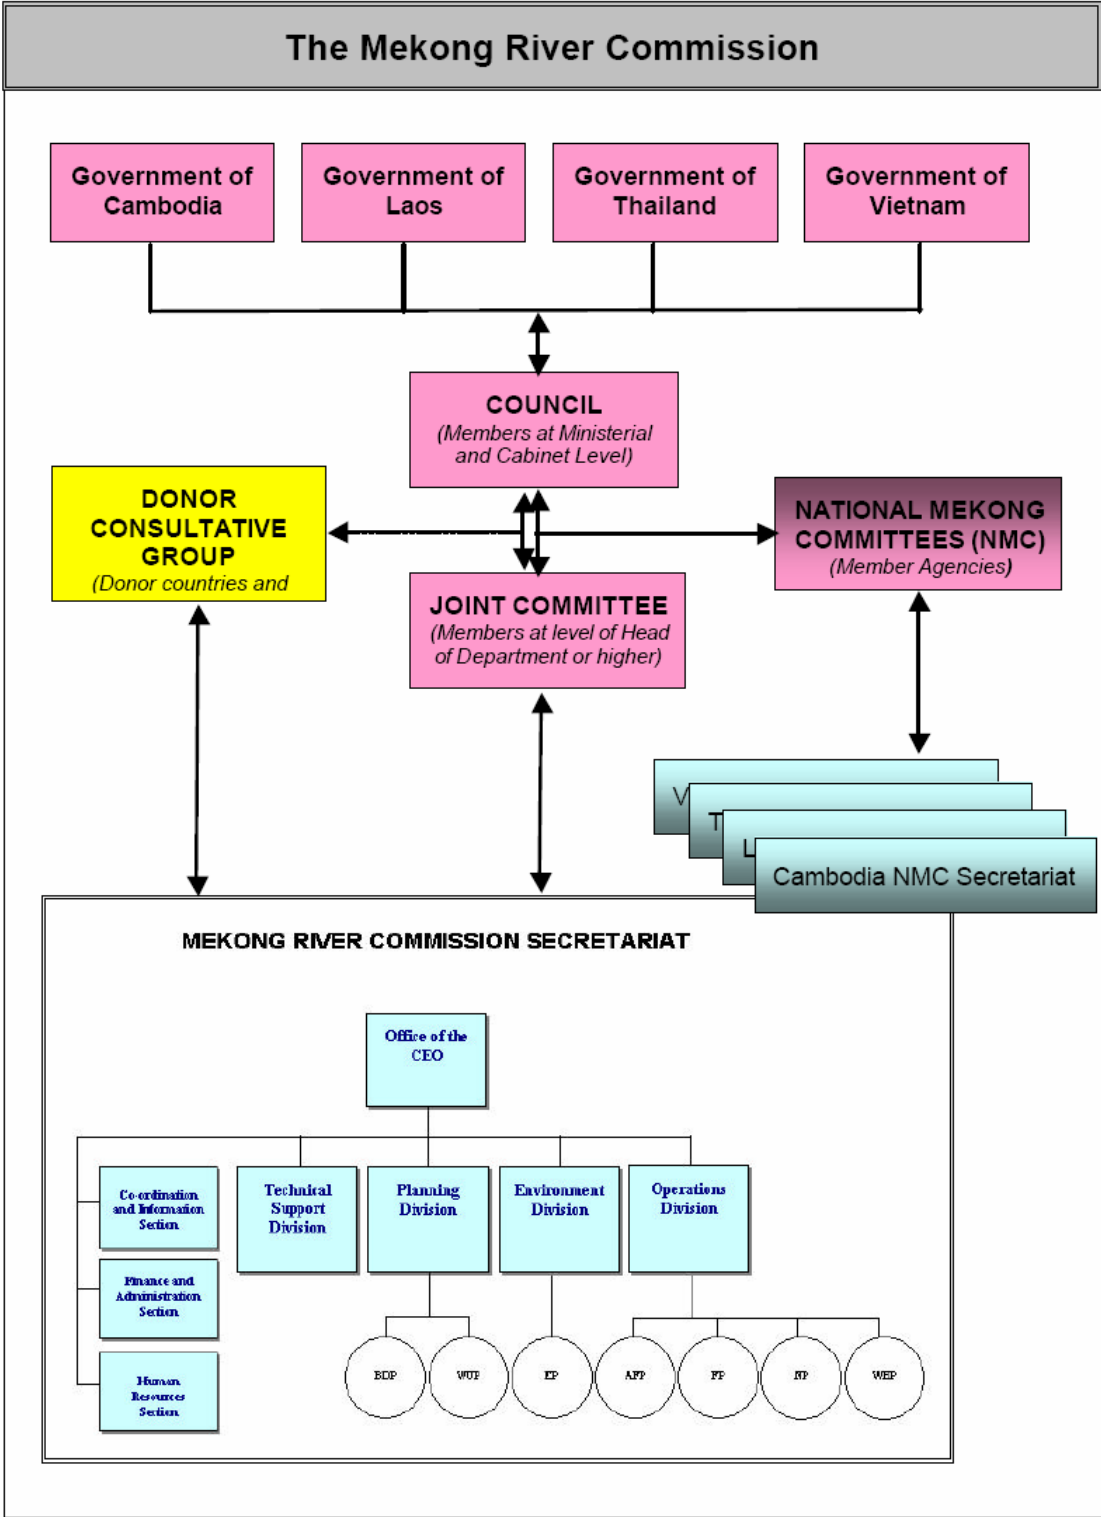 The Mekong River Commission
Government of
Cambodia
Government of
Laos
Government of
Thailand
Government of
Vietnam
COUNCIL
(Members at Ministerial
and Cabinet Level)
DONOR
CONSULTATIVE
GROUP
(Donor countries and
NATIONAL MEKONG
COMMITTEES (NMC)
(Member Agencies)
JOINT COMMITTEE
(Members at level of Head
of Department or higher)
V
T
L
Cambodia NMC Secretariat
MEKONG RIVER COMMISSION SECRETARIAT
Office of the
CEO
Co-ordination
and Information
Section
Technical
Support
Division
Planning
Division
Environment
Division
Operations
Division
Finance and
Administration
Section
Human
Resources
Section
BDP
WUP
EP
AFP
FP
NP